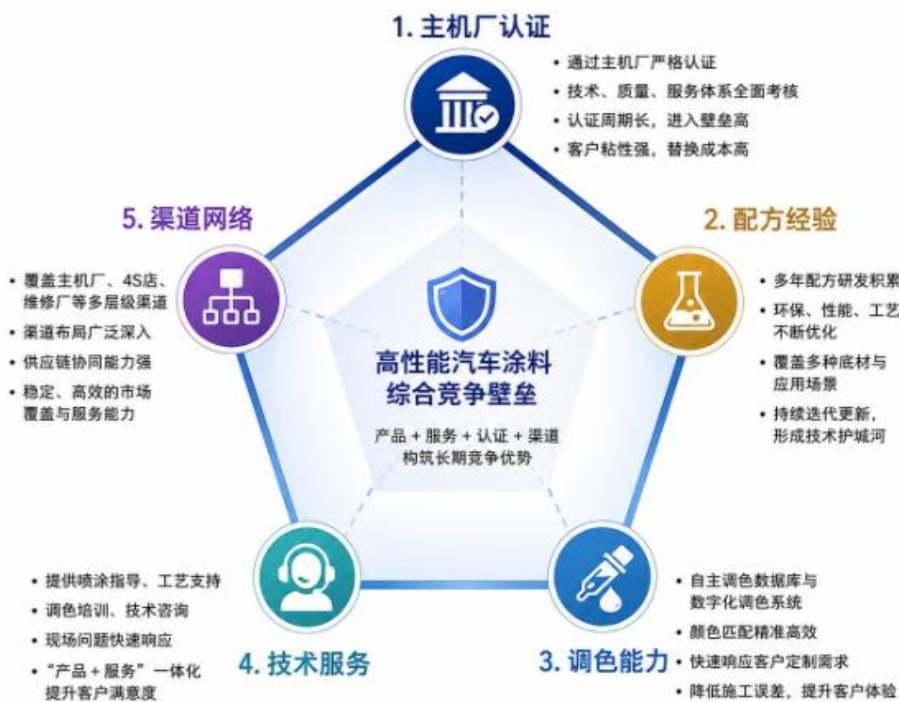 1. 主机厂认证
• 通过主机厂严格认证
• 技术、质量、服务体系全面考核
• 认证周期长，进入壁垒高
• 客户粘性强，替换成本高
2. 配方经验
• 多年配方研发积累
• 环保、性能、工艺
不断优化
• 覆盖多种底材与
应用场景
• 持续迭代更新，
形成技术护城河
高性能汽车涂料
综合竞争壁垒
产品 + 服务 + 认证 + 渠道
构筑长期竞争优势
5. 渠道网络
• 覆盖主机厂、4S店、
维修厂等多层级渠道
• 渠道布局广泛深入
• 供应链协同能力强
• 稳定、高效的市场
覆盖与服务能力
4. 技术服务
• 提供喷涂指导、工艺支持
• 调色培训、技术咨询
• 现场问题快速响应
• “产品 + 服务”一体化
提升客户满意度
3. 调色能力
• 自主调色数据库与
数字化调色系统
• 颜色匹配精准高效
• 快速响应客户定制需求
• 降低施工误差，提升客户体验